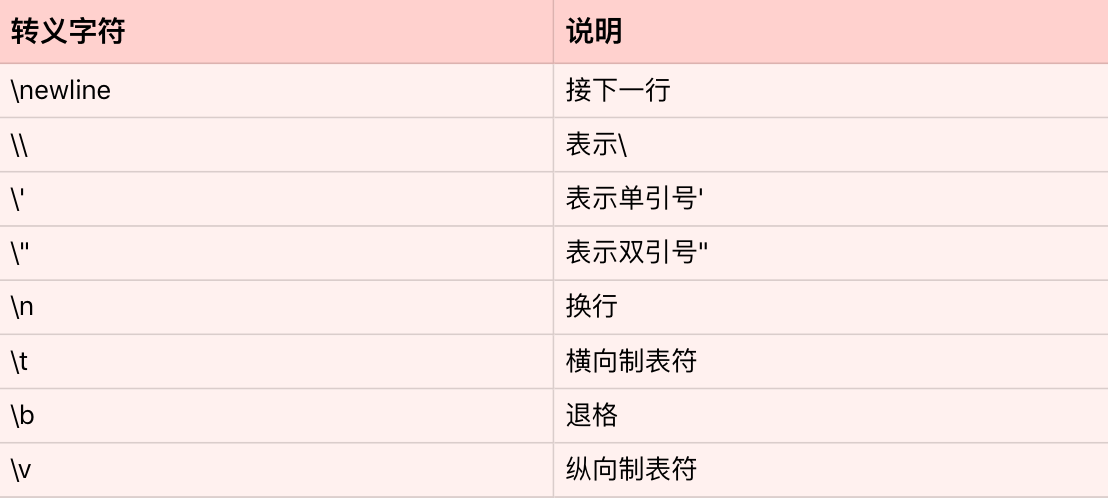 转义字符 说明
\newline 接下一行
\\ 表示\
\' 表示单引号'
\" 表示双引号"
\n 换行
\t 横向制表符
\b 退格
\v 纵向制表符